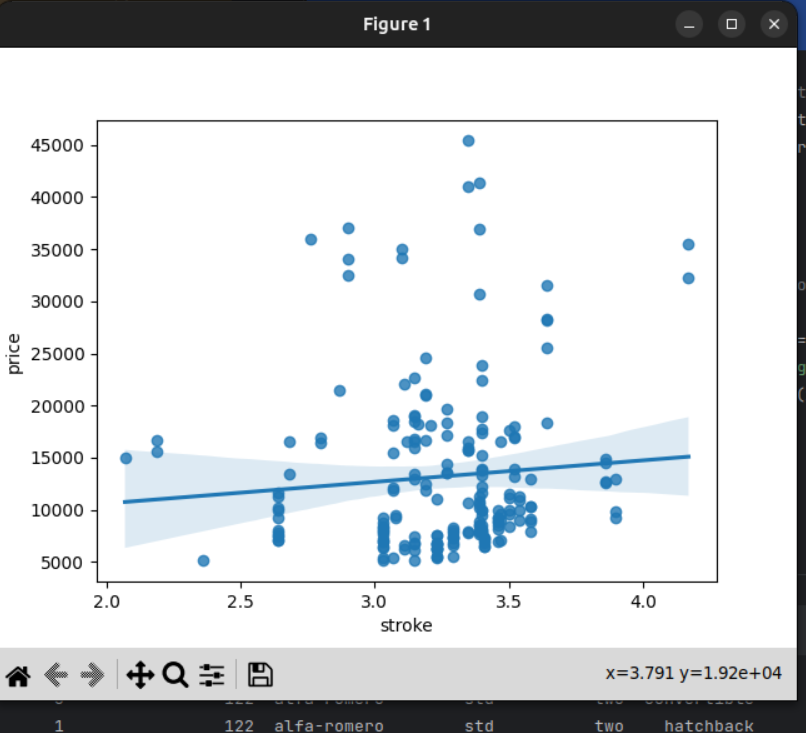 Figure 1
45000
40000
35000
30000
25000
20000
15000
10000
5000
price
2.0 2.5 3.0 3.5 4.0
stroke
x=3.791 y=1.92e+04
1 122 alfa-romero std two hatchback